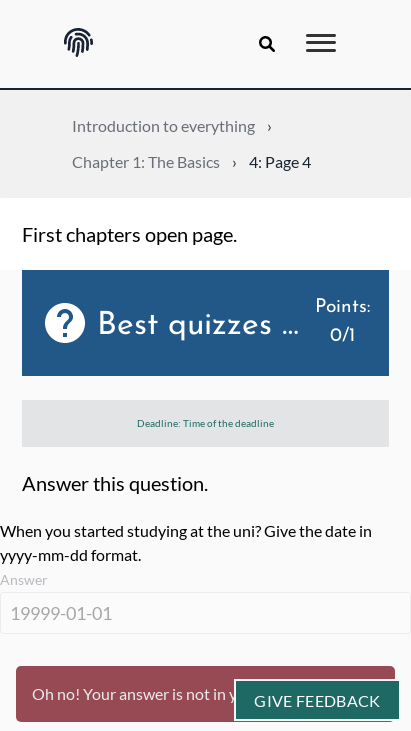 Introduction to everything ›
Chapter 1: The Basics › 4: Page 4
First chapters open page.
Best quizzes ...
Points:
0/1
Deadline: Time of the deadline
Answer this question.
When you started studying at the uni? Give the date in
yyyy-mm-dd format.
Answer
19999-01-01
Oh no! Your answer is not in
GIVE FEEDBACK